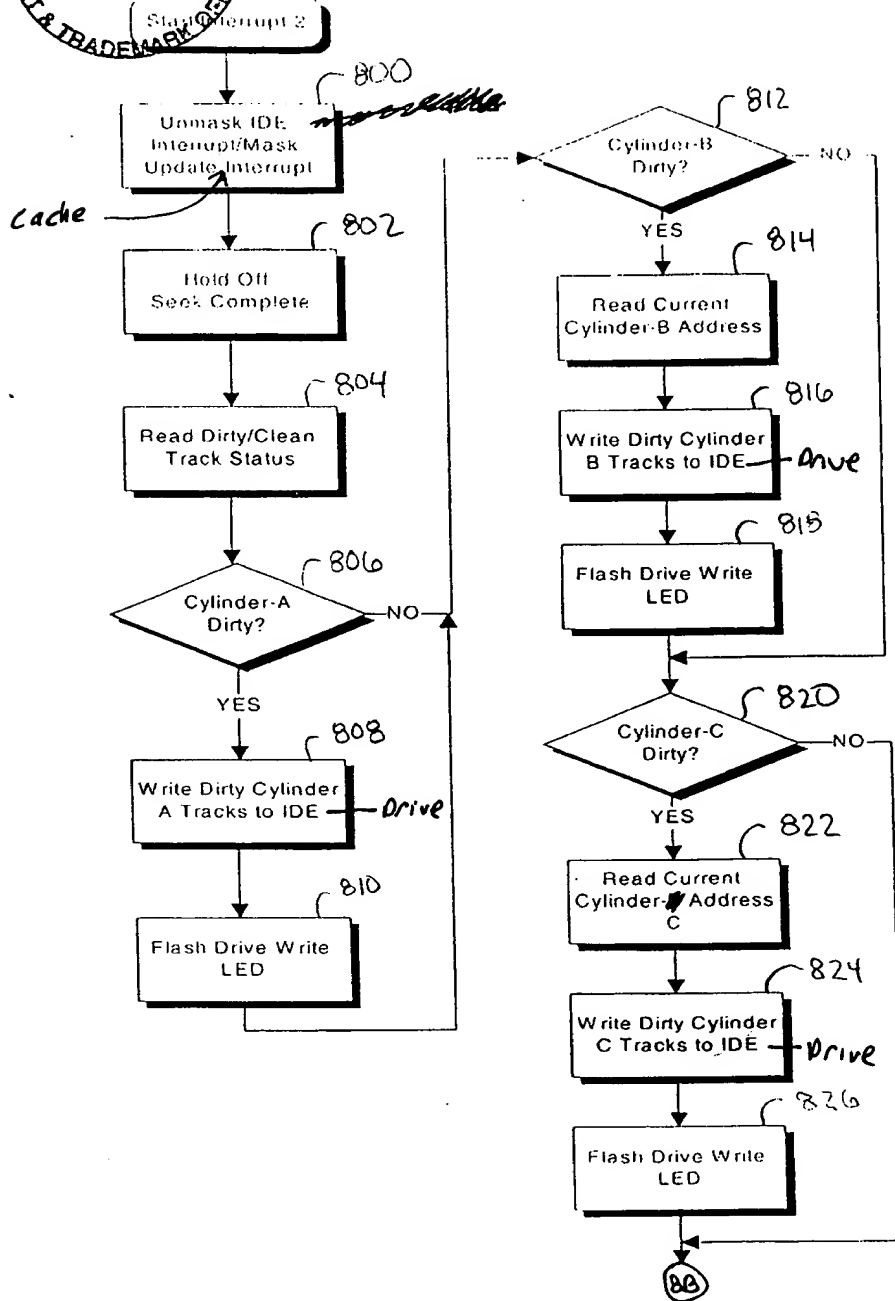 & TRADEMARK
Start Interrupt 2
800
Unmask IDE
Interrupt/Mask
Update Interrupt
Cache
802
Hold Off
Seek Complete
804
Read Dirty/Clean
Track Status
806
Cylinder-A
Dirty?
NO
YES
808
Write Dirty Cylinder
A Tracks to IDE Drive
810
Flash Drive Write
LED
812
Cylinder-B
Dirty?
NO
YES
814
Read Current
Cylinder-B Address
816
Write Dirty Cylinder
B Tracks to IDE Drive
818
Flash Drive Write
LED
820
Cylinder-C
Dirty?
NO
YES
822
Read Current
Cylinder- Address
C
824
Write Dirty Cylinder
C Tracks to IDE Drive
826
Flash Drive Write
LED
8B